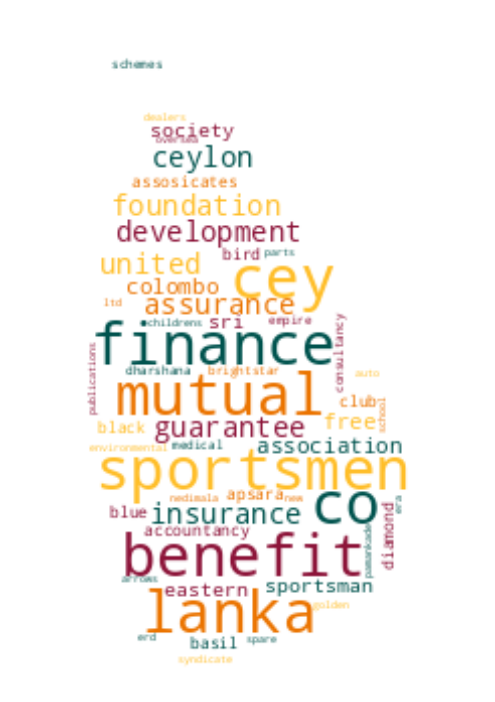 schemes
dealers
society
oversea
ceylon
assosicates
foundation
development
bird parts
united cey
colombo
ltd assurance
childrens sri empire
finance
consultancy
publications
dharshana brightstar auto
mutual club
school
black guarantee free
environmental medical association
sportsmen
nedimala apsara new
blue insurance co era
accountancy diamond
pamankade
benefit
arrows eastern sportsman
lanka golden
erd basil spare
syndicate